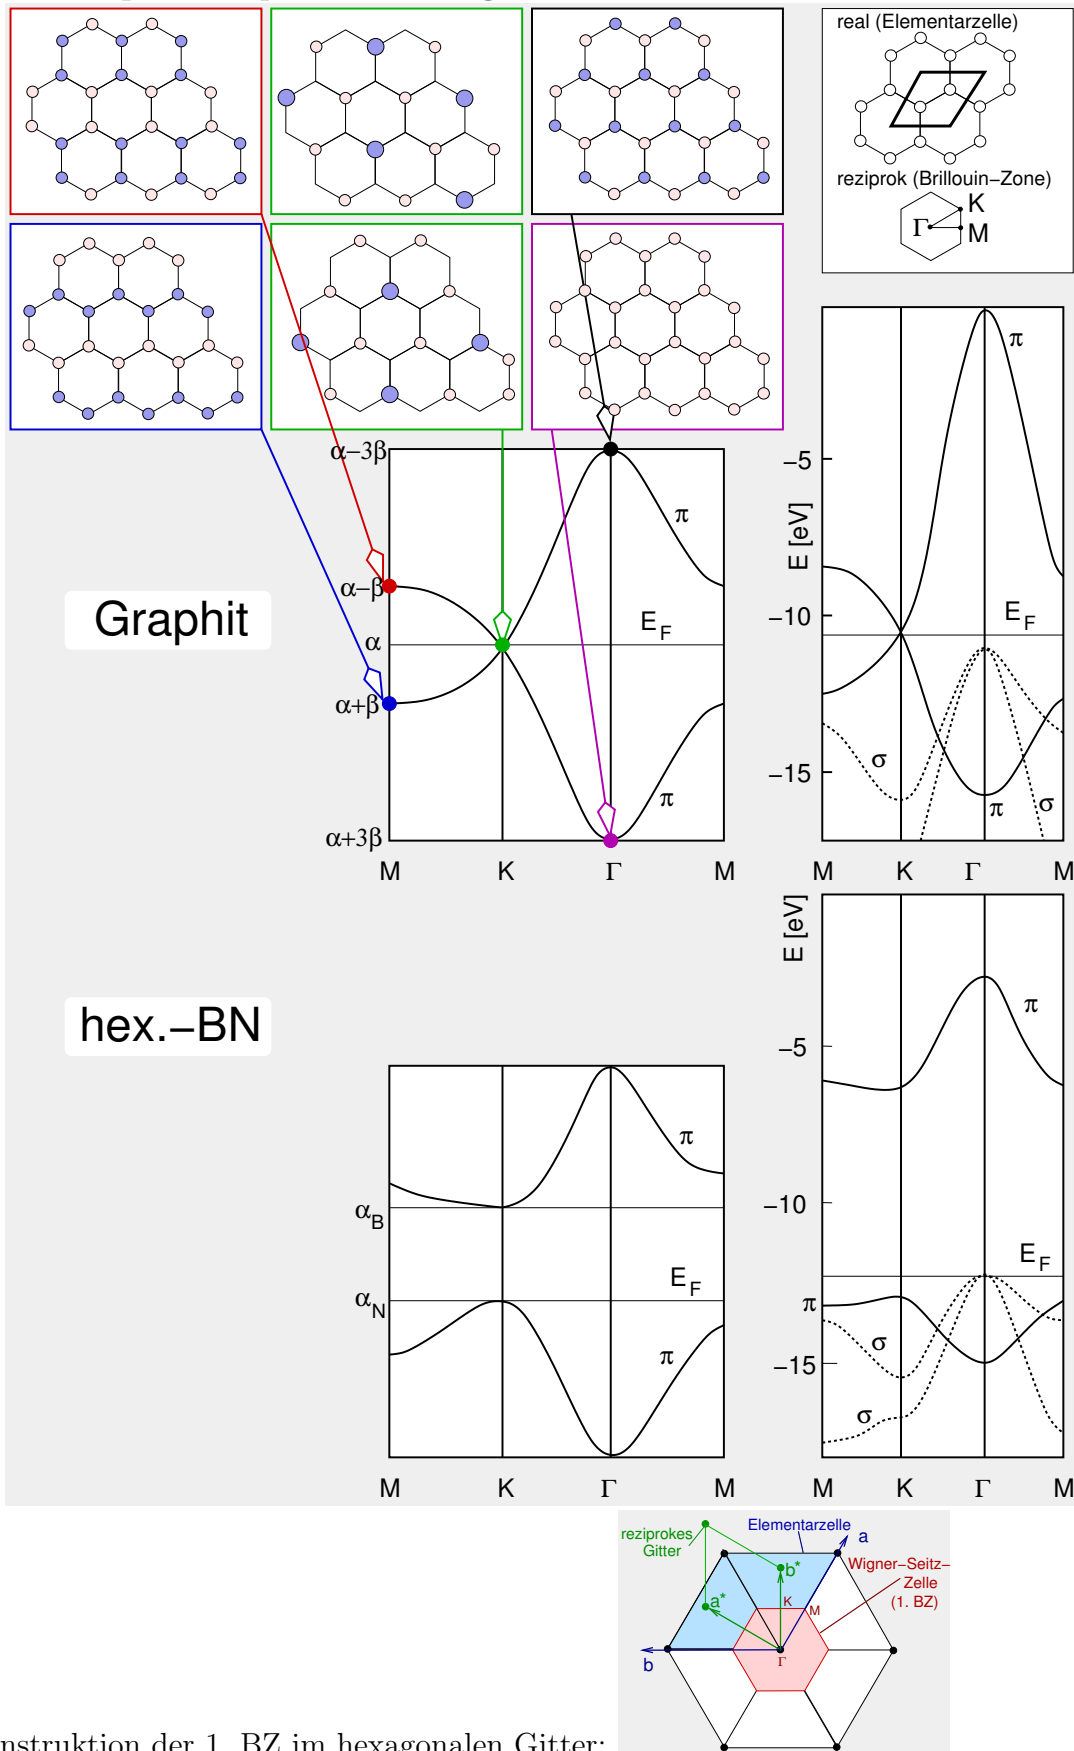 real (Elementarzelle)
reziprok (Brillouin−Zone)
K
Γ
M
α−3β
π
α−β
Graphit
E_F
α
α+β
π
α+3β
M K Γ M
π
−5
E [eV]
−10
E_F
−15
σ
π
σ
M K Γ M
hex.−BN
π
α_B
E_F
α_N
π
M K Γ M
E [eV]
π
−5
−10
E_F
π
σ
−15
σ
M K Γ M
reziprokes
Gitter
Elementarzelle
a
b*
Wigner−Seitz−
Zelle
(1. BZ)
a*
K
M
b
Γ
nstruktion der 1. BZ im hexagonalen Gitter: